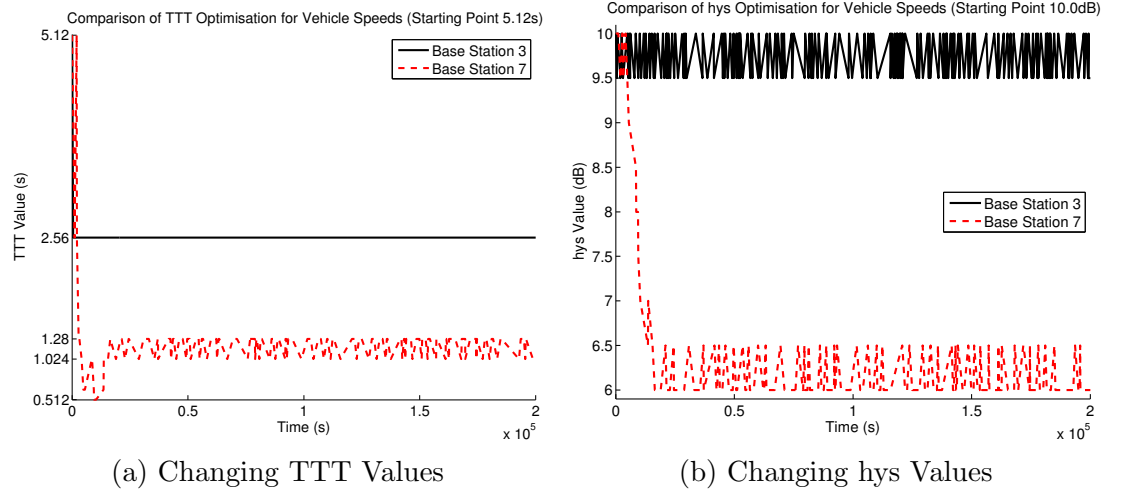 Comparison of TTT Optimisation for Vehicle Speeds (Starting Point 5.12s)
5.12
2.56
1.28
1.024
0.512
TTT Value (s)
Base Station 3
Base Station 7
0
0.5
1
1.5
2
x 10^5
Time (s)
(a) Changing TTT Values
Comparison of hys Optimisation for Vehicle Speeds (Starting Point 10.0dB)
10
9.5
9
8.5
8
7.5
7
6.5
6
hys Value (dB)
Base Station 3
Base Station 7
0
0.5
1
1.5
2
x 10^5
Time (s)
(b) Changing hys Values